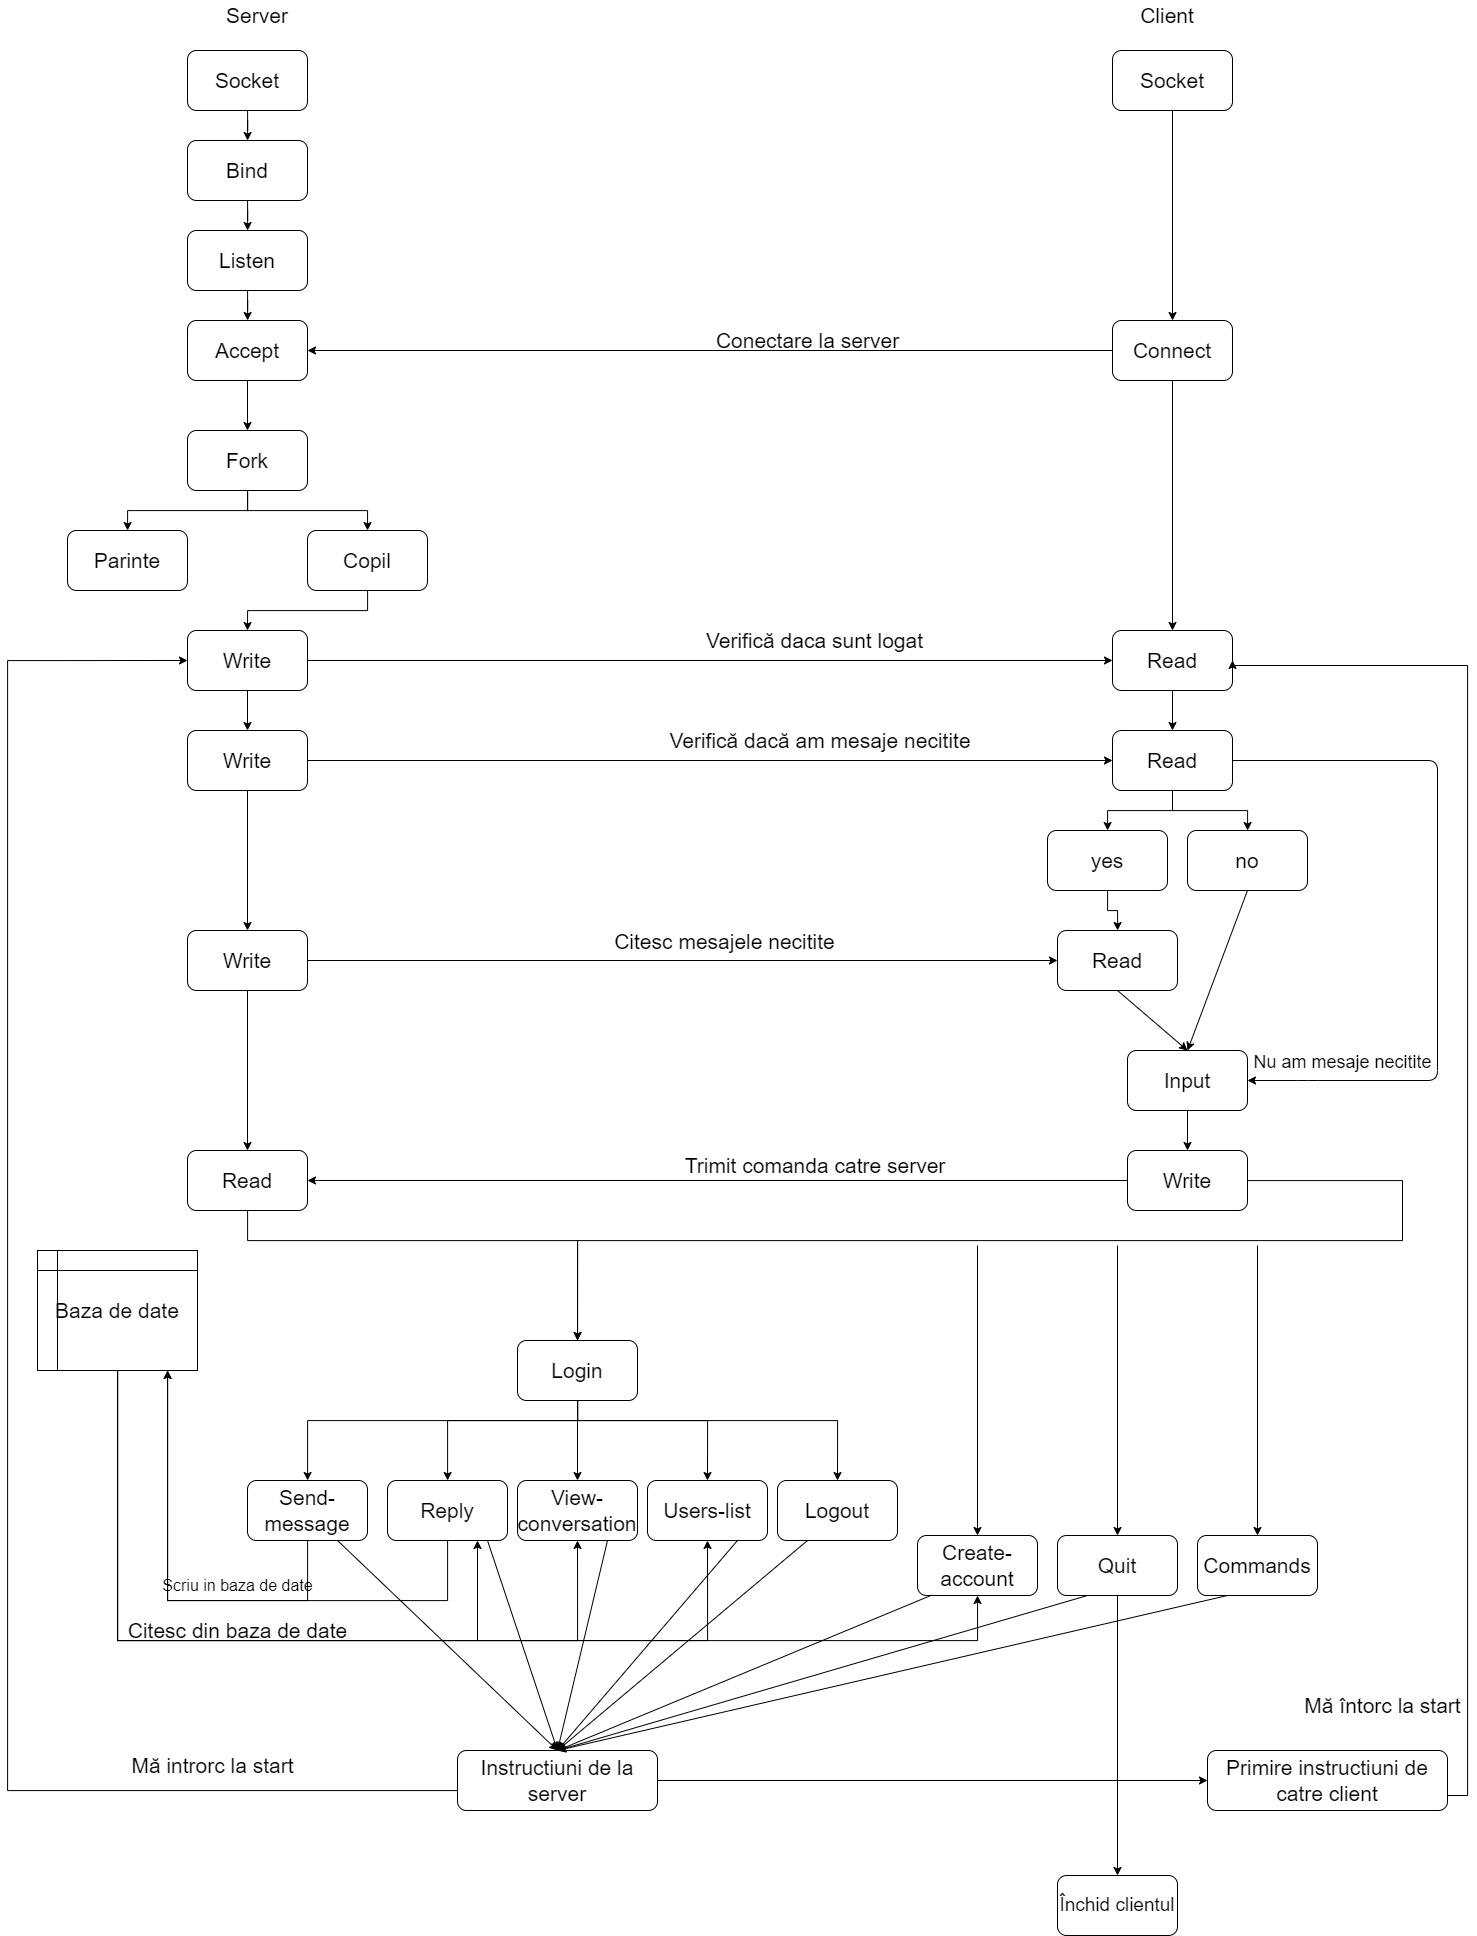 Server
Client
Socket
Socket
Bind
Listen
Accept
Conectare la server
Connect
Fork
Parinte
Copil
Write
Verifică daca sunt logat
Read
Write
Verifică dacă am mesaje necitite
Read
yes
no
Write
Citesc mesajele necitite
Read
Input
Nu am mesaje necitite
Read
Trimit comanda catre server
Write
Baza de date
Login
Send-
message
Reply
View-
conversation
Users-list
Logout
Create-
account
Quit
Commands
Scriu in baza de date
Citesc din baza de date
Mă întorc la start
Mă introrc la start
Instructiuni de la
server
Primire instructiuni de
catre client
Închid clientul